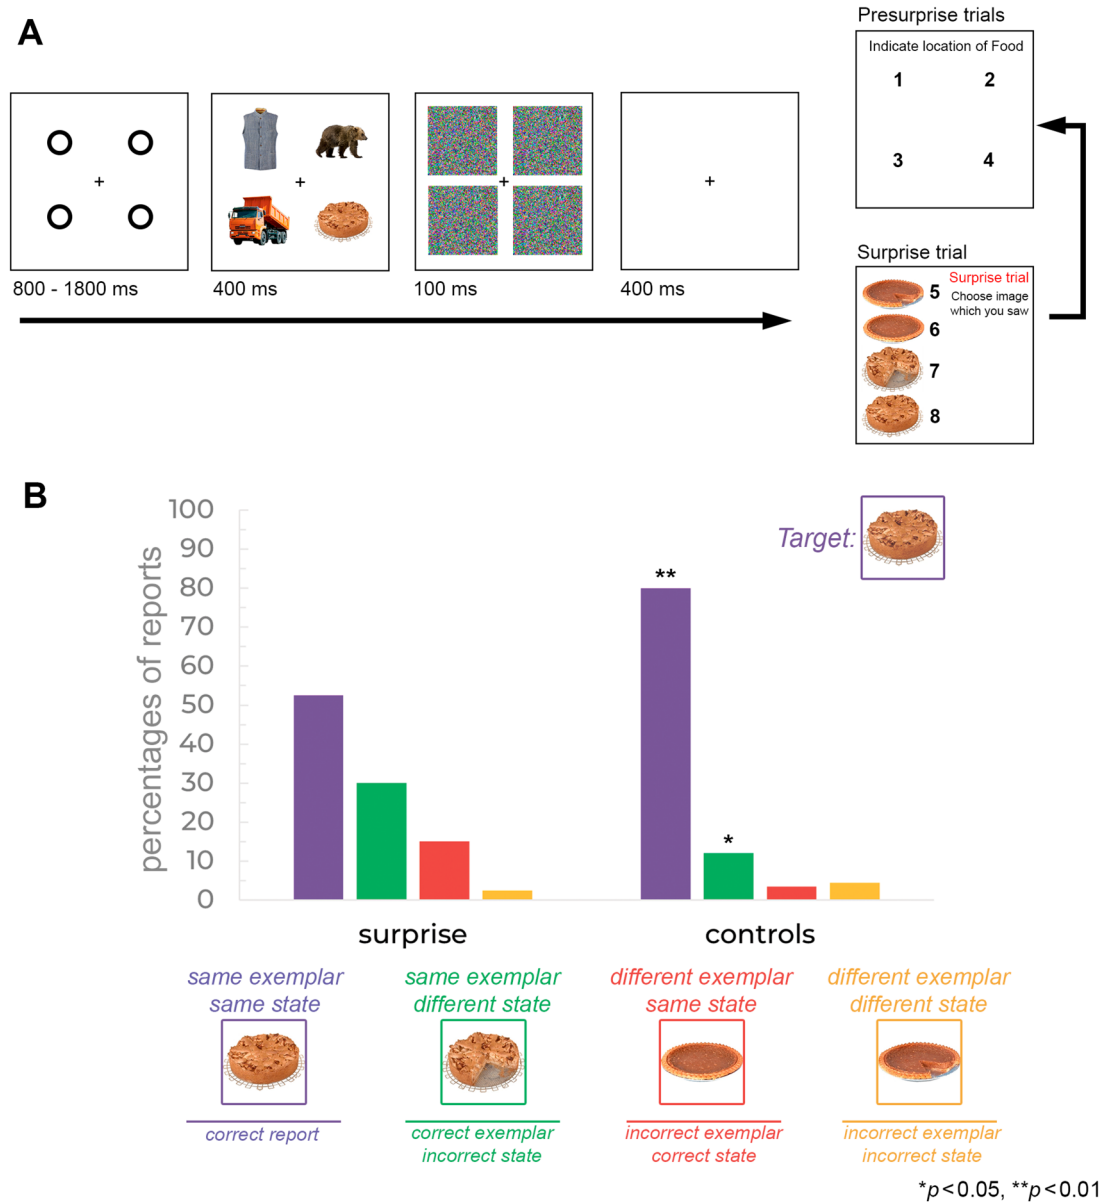 A
Presurprise trials
Indicate location of Food
1 2
3 4
+
+
+
+
800 - 1800 ms
400 ms
100 ms
400 ms
Surprise trial
Surprise trial
Choose image
which you saw
5
6
7
8
B
Target:
percentages of reports
100
90
80
70
60
50
40
30
20
10
0
**
*
surprise
controls
same exemplar
same state
same exemplar
different state
different exemplar
same state
different exemplar
different state
correct report
correct exemplar
incorrect state
incorrect exemplar
correct state
incorrect exemplar
incorrect state
*p<0.05, **p<0.01